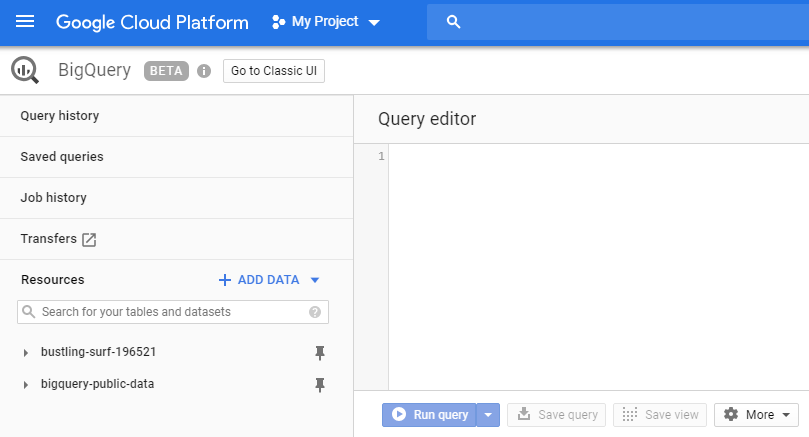 Google Cloud Platform My Project
BigQuery BETA Go to Classic UI
Query history
Saved queries
Job history
Transfers
Resources ADD DATA
Search for your tables and datasets
bustling-surf-196521
bigquery-public-data
Query editor
1
Run query Save query Save view More